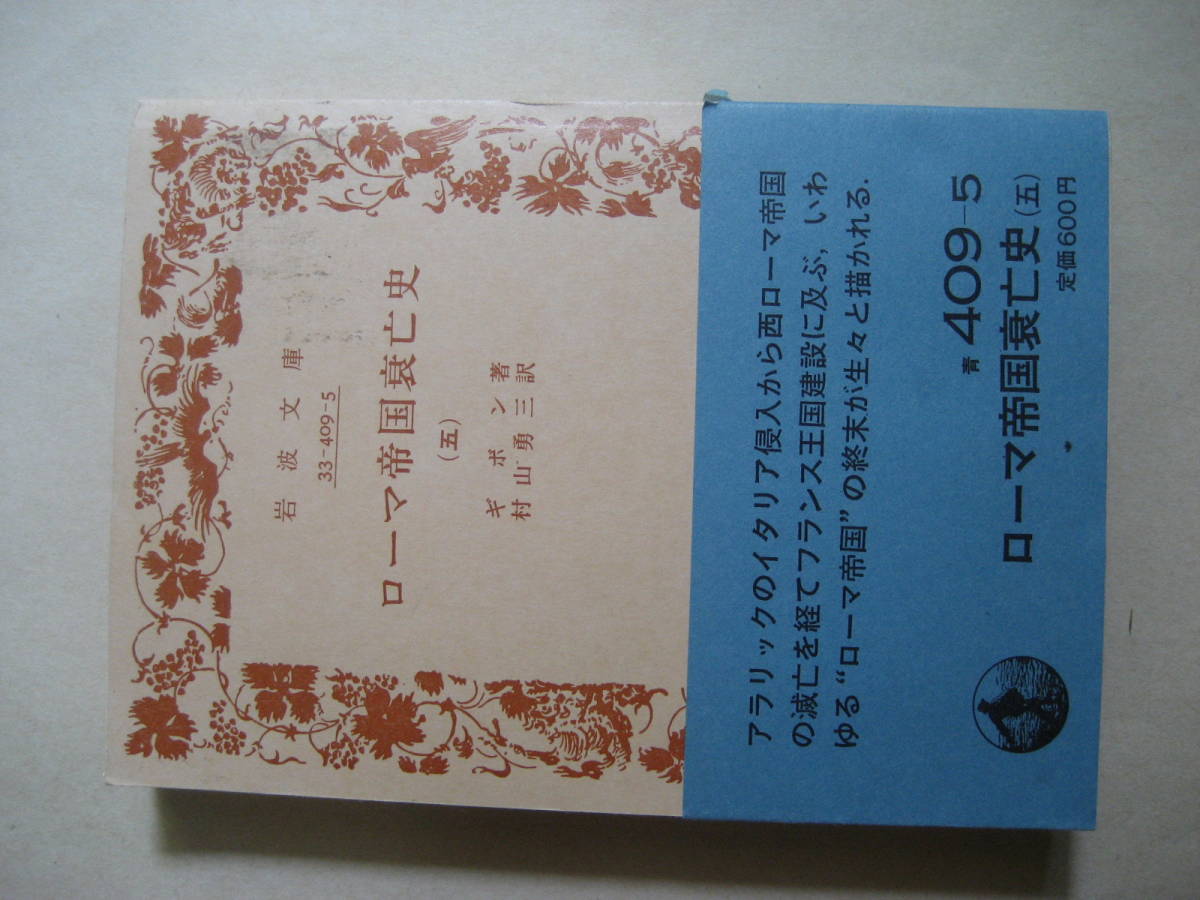 岩波文庫
33-409-5
ローマ帝国衰亡史
(五)
ギボン著
村山勇三訳
アラリックのイタリア侵入から西ローマ帝国
の滅亡を経てフランス王国建設に及ぶ，いわ
ゆる“ローマ帝国”の終末が生々と描かれる．
青 409-5
ローマ帝国衰亡史(五)
定価600円